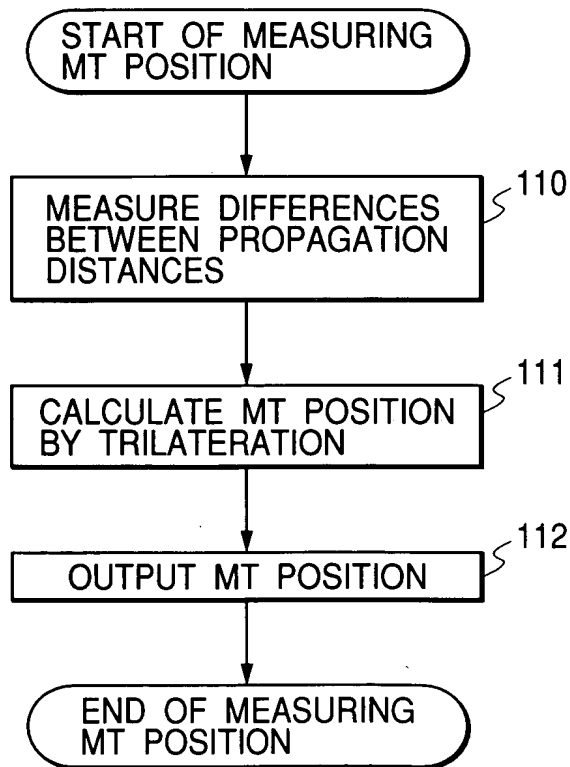 START OF MEASURING
MT POSITION
110
MEASURE DIFFERENCES
BETWEEN PROPAGATION
DISTANCES
111
CALCULATE MT POSITION
BY TRILATERATION
112
OUTPUT MT POSITION
END OF MEASURING
MT POSITION